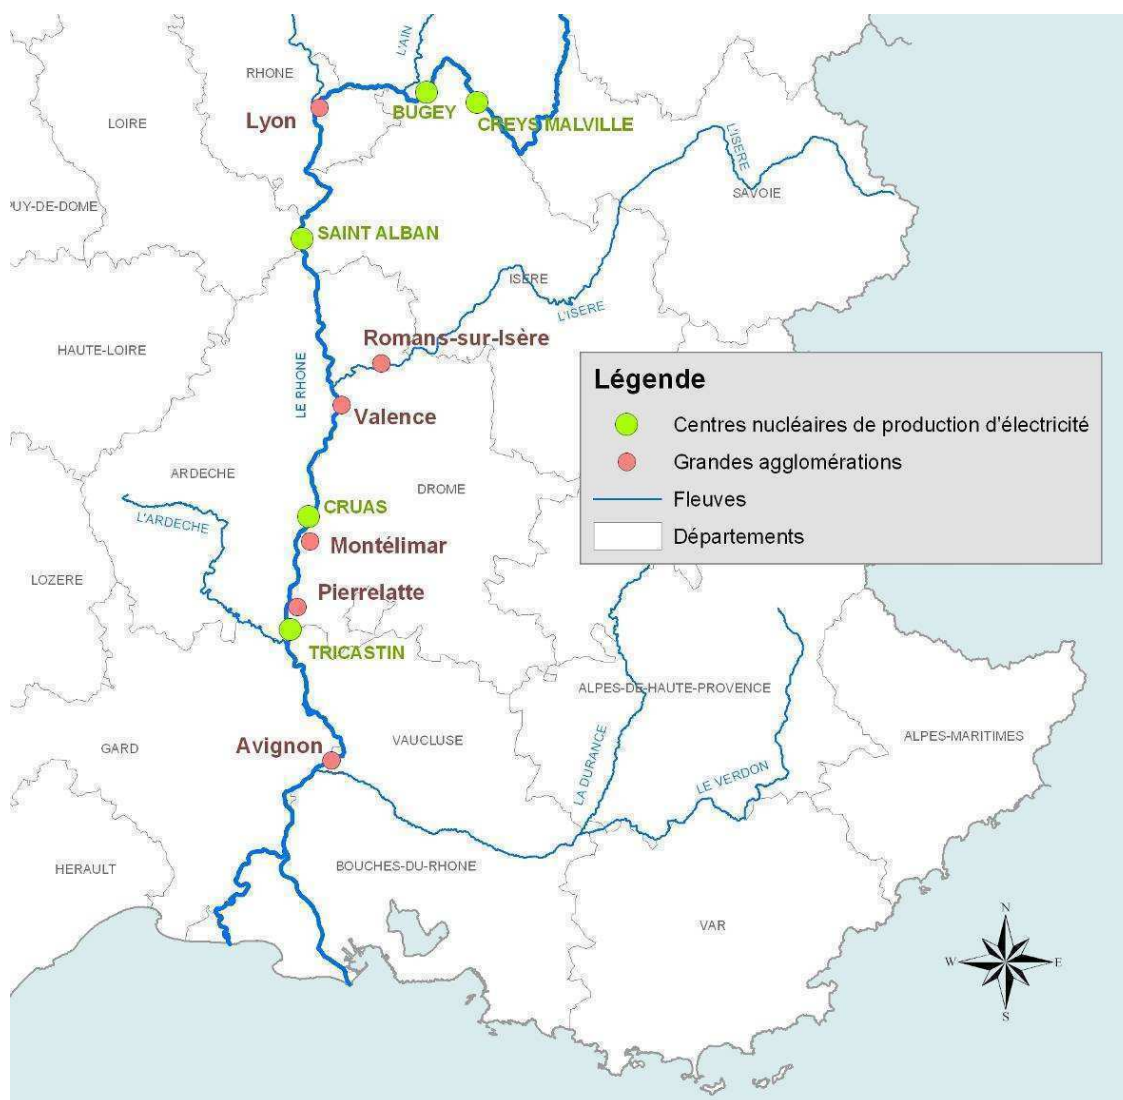 L'AIN
RHONE
BUGEY
Lyon
LOIRE
CREYS MALVILLE
L'ISERE
SAVOIE
PUY-DE-DOME
SAINT ALBAN
ISERE
L'ISERE
Romans-sur-Isère
HAUTE-LOIRE
LE RHONE
Valence
Légende
Centres nucléaires de production d'électricité
Grandes agglomérations
Fleuves
Départements
ARDECHE
DROME
CRUAS
L'ARDECHE
Montélimar
LOZERE
Pierrelatte
TRICASTIN
ALPES-DE-HAUTE-PROVENCE
GARD
Avignon
VAUCLUSE
ALPES-MARITIMES
LA DURANCE
LE VERDON
HERAULT
BOUCHES-DU-RHONE
VAR
N
W
E
S